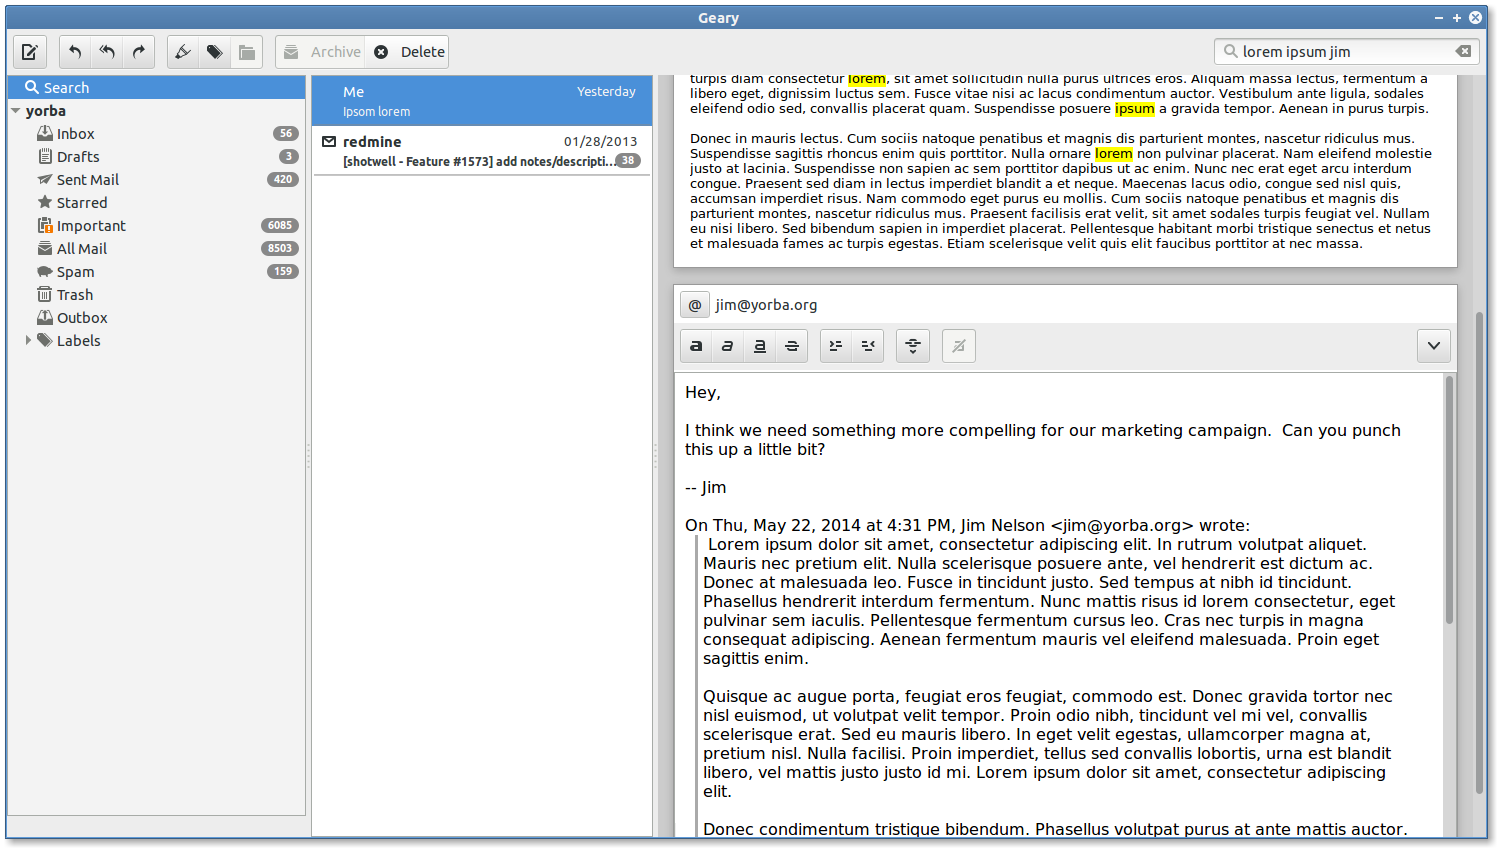 Geary
Archive
Delete
lorem ipsum jim
Search
yorba
Inbox 56
Drafts 3
Sent Mail 420
Starred
Important 6085
All Mail 8503
Spam 159
Trash
Outbox
Labels
Me Yesterday
Ipsom lorem
redmine 01/28/2013
[shotwell - Feature #1573] add notes/descripti... 38
turpis diam consectetur lorem, sit amet sollicitudin nulla purus ultrices eros. Aliquam massa lectus, fermentum a
libero eget, dignissim luctus sem. Fusce vitae nisi ac lacus condimentum auctor. Vestibulum ante ligula, sodales
eleifend odio sed, convallis placerat quam. Suspendisse posuere ipsum a gravida tempor. Aenean in purus turpis.
Donec in mauris lectus. Cum sociis natoque penatibus et magnis dis parturient montes, nascetur ridiculus mus.
Suspendisse sagittis rhoncus enim quis porttitor. Nulla ornare lorem non pulvinar placerat. Nam eleifend molestie
justo at lacinia. Suspendisse non sapien ac sem porttitor dapibus ut ac enim. Nunc nec erat eget arcu interdum
congue. Praesent sed diam in lectus imperdiet blandit a et neque. Maecenas lacus odio, congue sed nisl quis,
accumsan imperdiet risus. Nam commodo eget purus eu mollis. Cum sociis natoque penatibus et magnis dis
parturient montes, nascetur ridiculus mus. Praesent facilisis erat velit, sit amet sodales turpis feugiat vel. Nullam
eu nisi libero. Sed bibendum sapien in imperdiet placerat. Pellentesque habitant morbi tristique senectus et netus
et malesuada fames ac turpis egestas. Etiam scelerisque velit quis elit faucibus porttitor at nec massa.
@ jim@yorba.org
a a a
Hey,
I think we need something more compelling for our marketing campaign.  Can you punch
this up a little bit?
-- Jim
On Thu, May 22, 2014 at 4:31 PM, Jim Nelson <jim@yorba.org> wrote:
Lorem ipsum dolor sit amet, consectetur adipiscing elit. In rutrum volutpat aliquet.
Mauris nec pretium elit. Nulla scelerisque posuere ante, vel hendrerit est dictum ac.
Donec at malesuada leo. Fusce in tincidunt justo. Sed tempus at nibh id tincidunt.
Phasellus hendrerit interdum fermentum. Nunc mattis risus id lorem consectetur, eget
pulvinar sem iaculis. Pellentesque fermentum cursus leo. Cras nec turpis in magna
consequat adipiscing. Aenean fermentum mauris vel eleifend malesuada. Proin eget
sagittis enim.
Quisque ac augue porta, feugiat eros feugiat, commodo est. Donec gravida tortor nec
nisl euismod, ut volutpat velit tempor. Proin odio nibh, tincidunt vel mi vel, convallis
scelerisque erat. Sed eu mauris libero. In eget velit egestas, ullamcorper magna at,
pretium nisl. Nulla facilisi. Proin imperdiet, tellus sed convallis lobortis, urna est blandit
libero, vel mattis justo justo id mi. Lorem ipsum dolor sit amet, consectetur adipiscing
elit.
Donec condimentum tristique bibendum. Phasellus volutpat purus at ante mattis auctor.